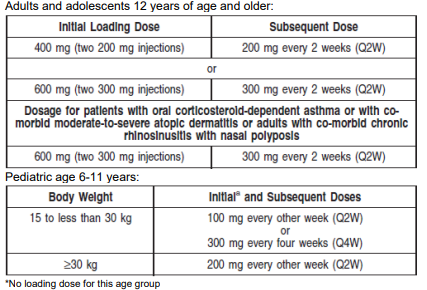 Adults and adolescents 12 years of age and older:
Initial Loading Dose Subsequent Dose
400 mg (two 200 mg injections) 200 mg every 2 weeks (Q2W)
or
600 mg (two 300 mg injections) 300 mg every 2 weeks (Q2W)
Dosage for patients with oral corticosteroid-dependent asthma or with co-
morbid moderate-to-severe atopic dermatitis or adults with co-morbid chronic
rhinosinusitis with nasal polyposis
600 mg (two 300 mg injections) 300 mg every 2 weeks (Q2W)
Pediatric age 6-11 years:
Body Weight Initialª and Subsequent Doses
15 to less than 30 kg 100 mg every other week (Q2W)
or
300 mg every four weeks (Q4W)
≥30 kg 200 mg every other week (Q2W)
ªNo loading dose for this age group